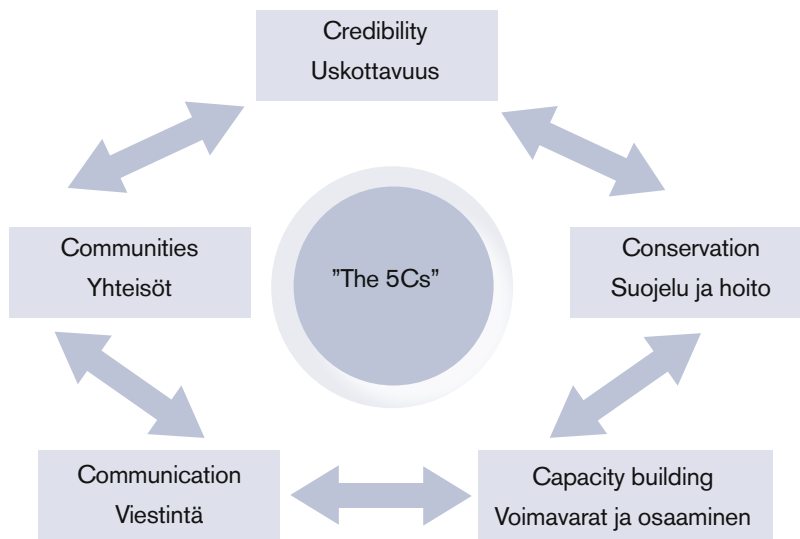 Credibility
Uskottavuus
Communities
Yhteisöt
”The 5Cs”
Conservation
Suojelu ja hoito
Communication
Viestintä
Capacity building
Voimavarat ja osaaminen